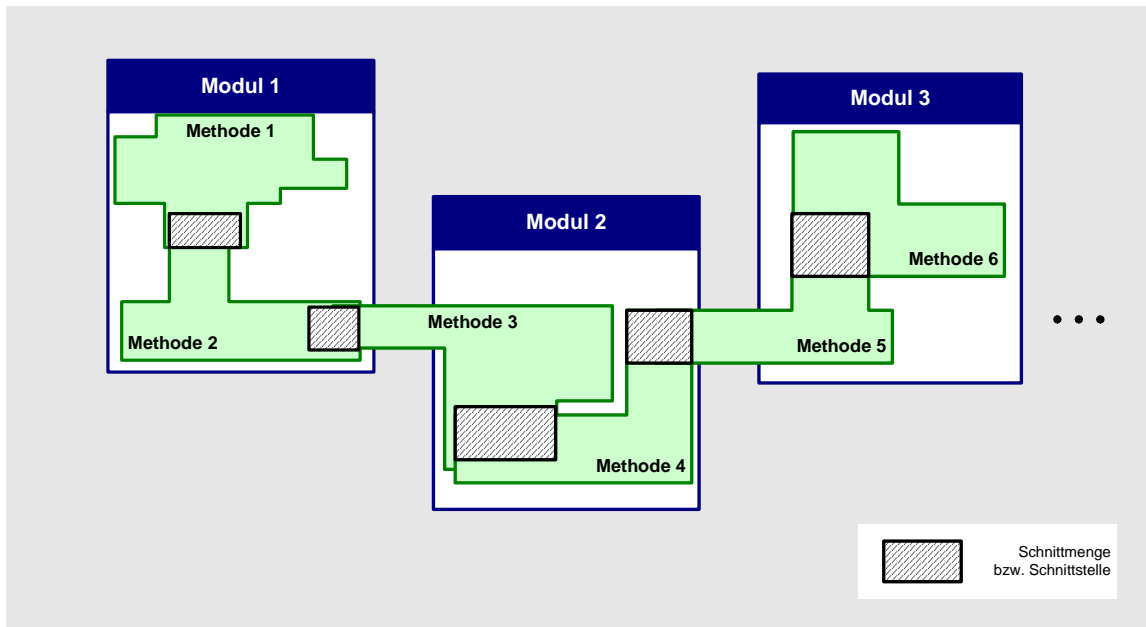 Modul 1
Methode 1
Methode 2
Modul 2
Methode 3
Methode 4
Modul 3
Methode 6
Methode 5
• • •
Schnittmenge
bzw. Schnittstelle